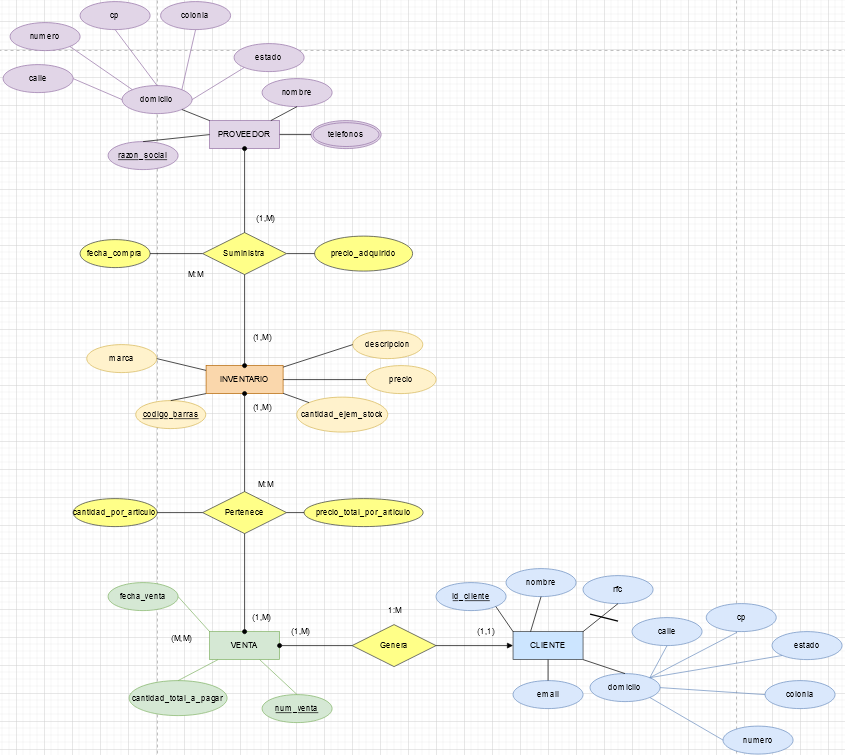 cp
colonia
numero
estado
calle
nombre
domicilo
PROVEEDOR
telefonos
razon_social
(1,M)
fecha_compra
Suministra
precio_adquirido
M:M
(1,M)
descripcion
marca
INVENTARIO
precio
(1,M)
codigo_barras
cantidad_ejem_stock
M:M
cantidad_por_articulo
Pertenece
precio_total_por_articulo
fecha_venta
id_cliente
nombre
rfc
1:M
(1,M)
cp
(M,M)
(1,M)
(1,1)
calle
VENTA
Genera
CLIENTE
estado
domicilo
cantidad_total_a_pagar
email
colonia
num_venta
numero